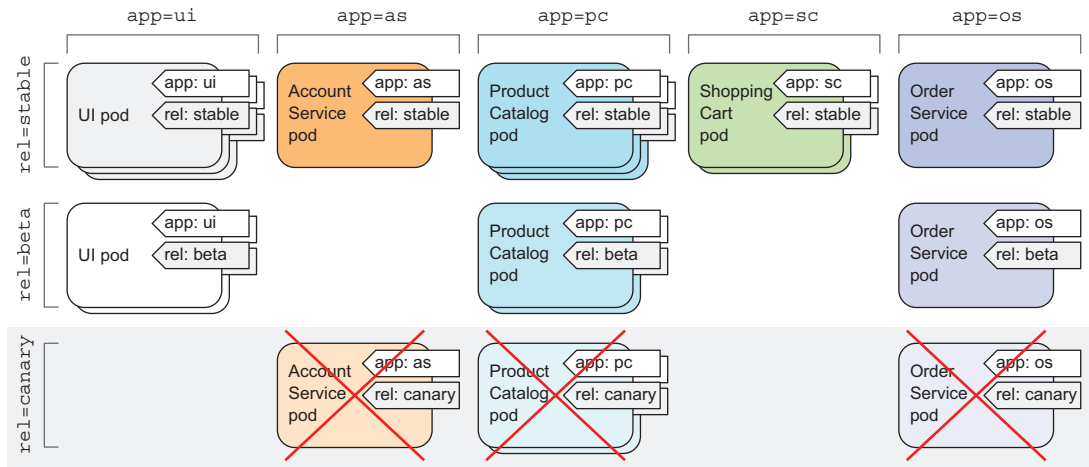 app=ui
app=as
app=pc
app=sc
app=os
rel=stable
UI pod
app: ui
rel: stable
Account
Service
pod
app: as
rel: stable
Product
Catalog
pod
app: pc
rel: stable
Shopping
Cart
pod
app: sc
rel: stable
Order
Service
pod
app: os
rel: stable
rel=beta
UI pod
app: ui
rel: beta
Product
Catalog
pod
app: pc
rel: beta
Order
Service
pod
app: os
rel: beta
rel=canary
Account
Service
pod
app: as
rel: canary
Product
Catalog
pod
app: pc
rel: canary
Order
Service
pod
app: os
rel: canary